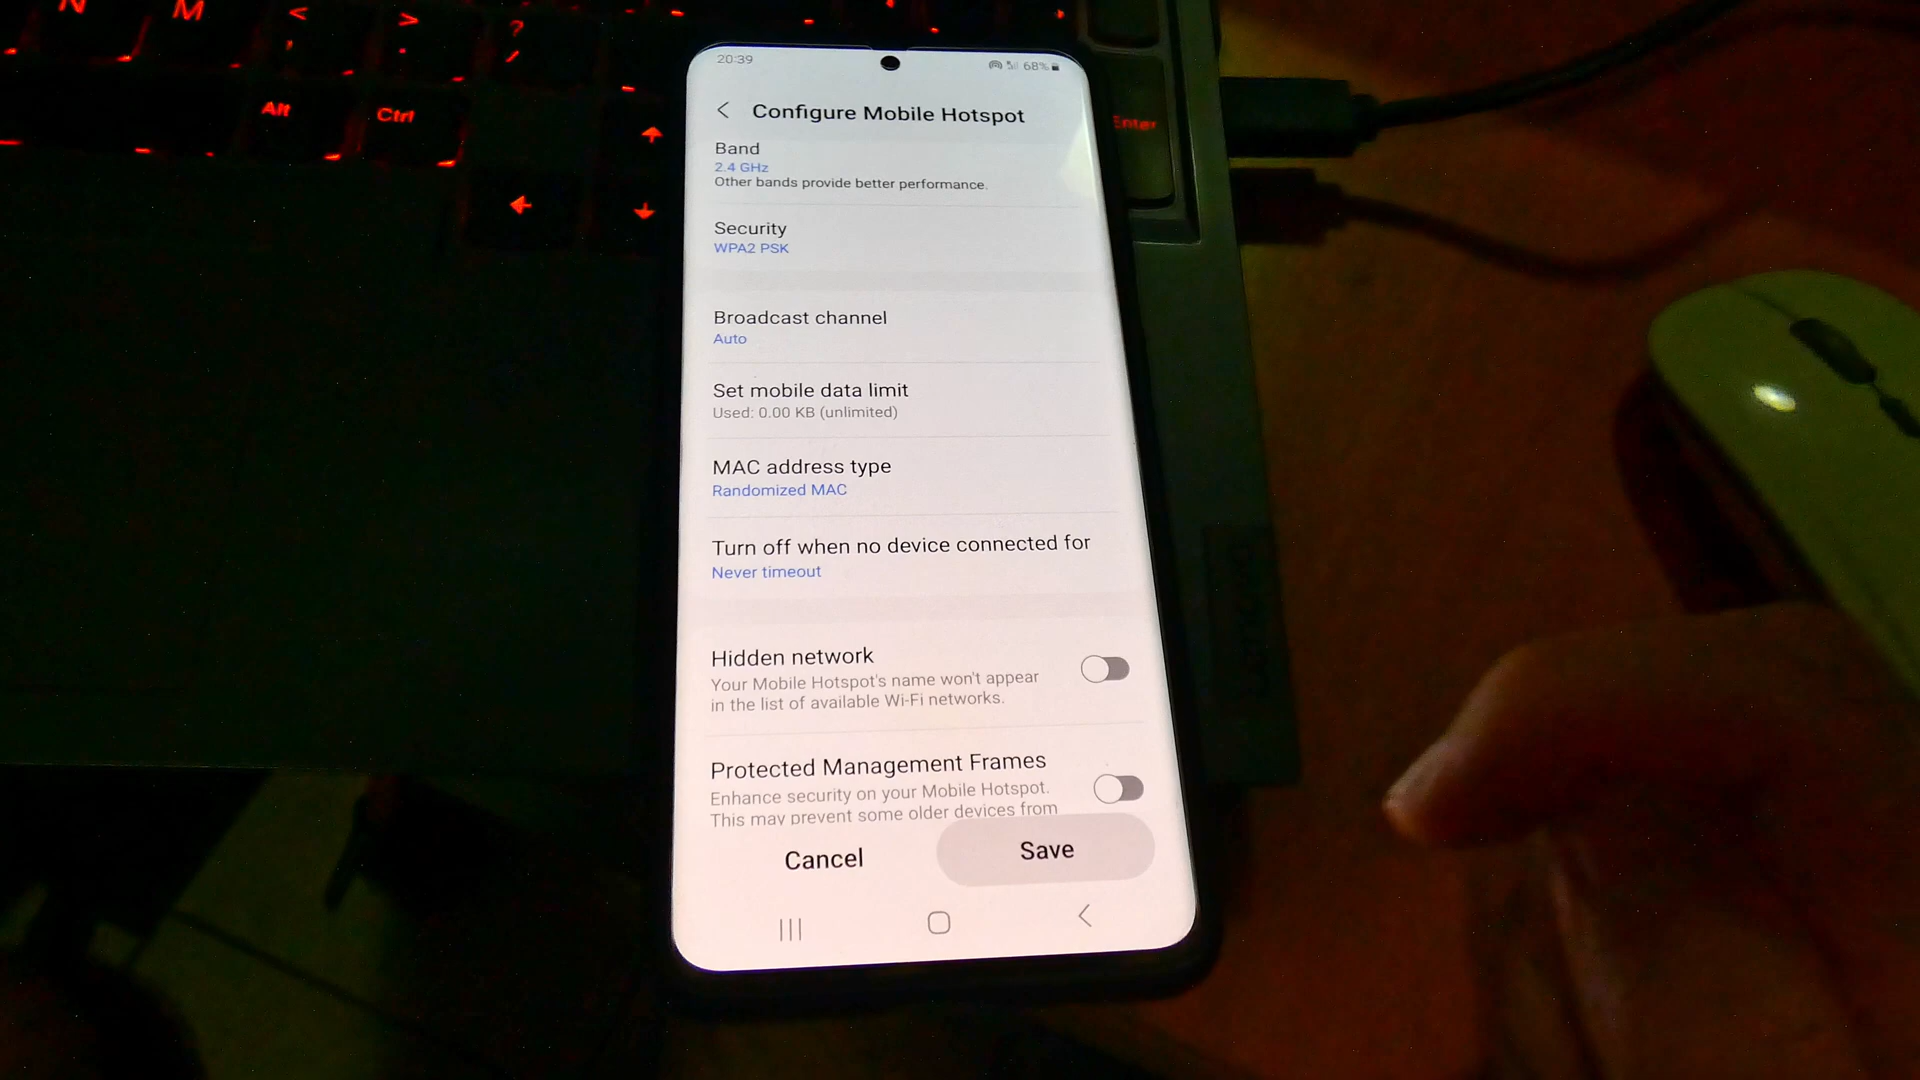 N M < > ?
, . /
Alt Ctrl
Enter
20:39 68%
Configure Mobile Hotspot
Band
2.4 GHz
Other bands provide better performance.
Security
WPA2 PSK
Broadcast channel
Auto
Set mobile data limit
Used: 0.00 KB (unlimited)
MAC address type
Randomized MAC
Turn off when no device connected for
Never timeout
Hidden network
Your Mobile Hotspot's name won't appear
in the list of available Wi-Fi networks.
Protected Management Frames
Enhance security on your Mobile Hotspot.
This may prevent some older devices from
Cancel Save